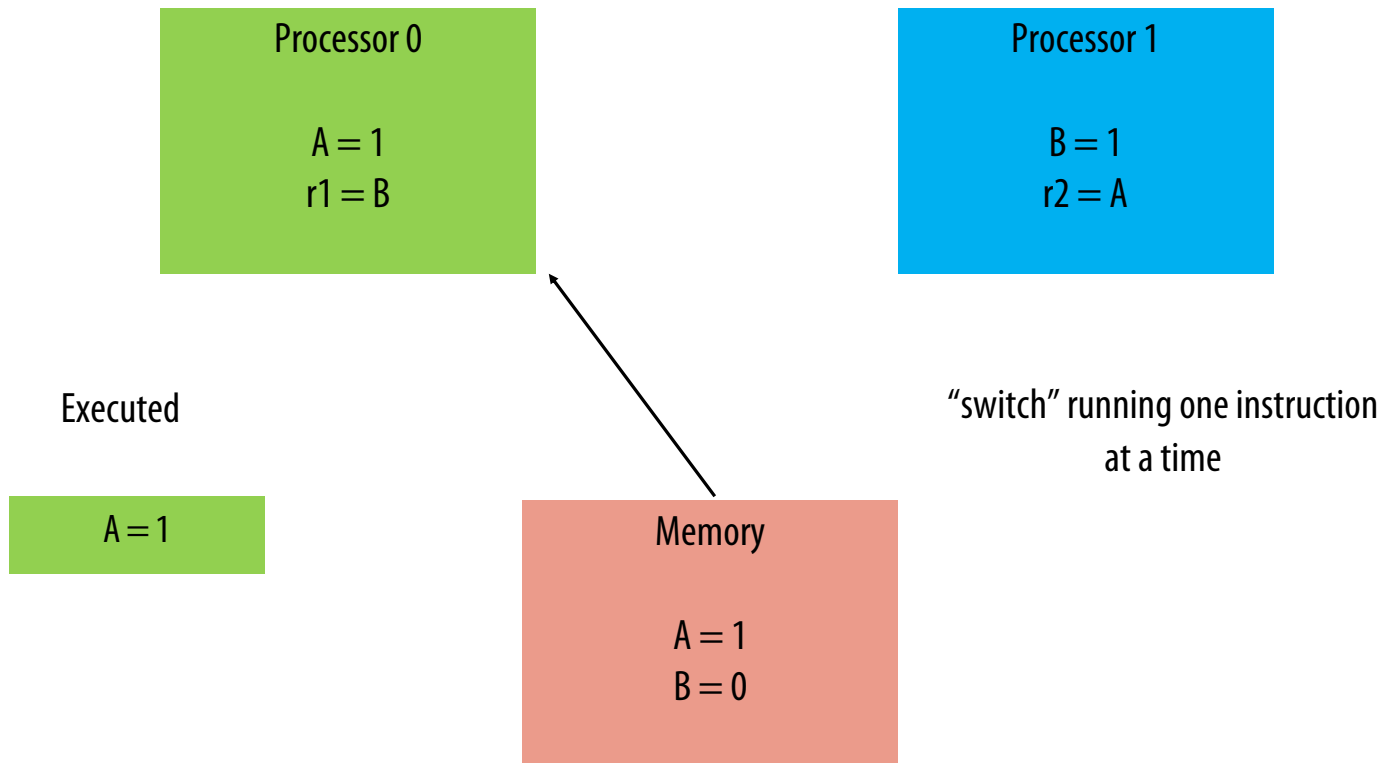 Processor 0
A = 1
r1 = B
Processor 1
B = 1
r2 = A
Executed
A = 1
“switch” running one instruction
at a time
Memory
A = 1
B = 0